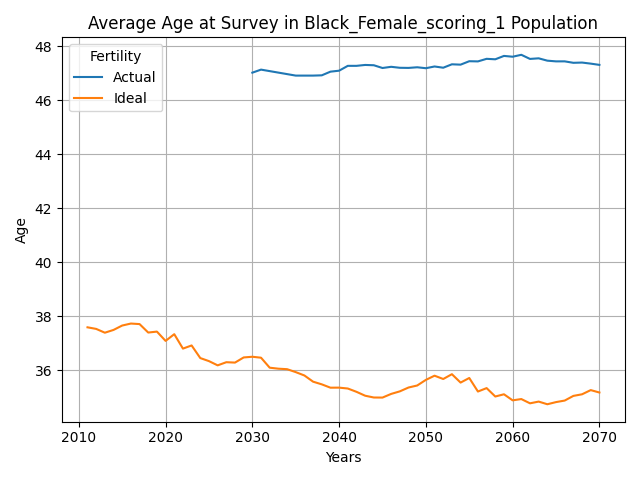 Average Age at Survey in Black_Female_scoring_1 Population
Fertility
Actual
Ideal
48
46
44
42
40
38
36
Age
2010 2020 2030 2040 2050 2060 2070
Years